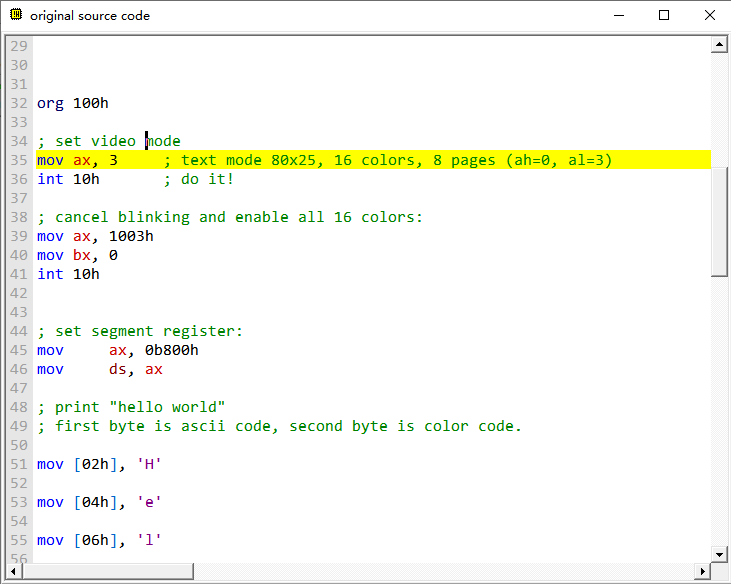 original source code
29
30
31
32 org 100h
33
34 ; set video mode
35 mov ax, 3     ; text mode 80x25, 16 colors, 8 pages (ah=0, al=3)
36 int 10h       ; do it!
37
38 ; cancel blinking and enable all 16 colors:
39 mov ax, 1003h
40 mov bx, 0
41 int 10h
42
43
44 ; set segment register:
45 mov     ax, 0b800h
46 mov     ds, ax
47
48 ; print "hello world"
49 ; first byte is ascii code, second byte is color code.
50
51 mov [02h], 'H'
52
53 mov [04h], 'e'
54
55 mov [06h], 'l'
56